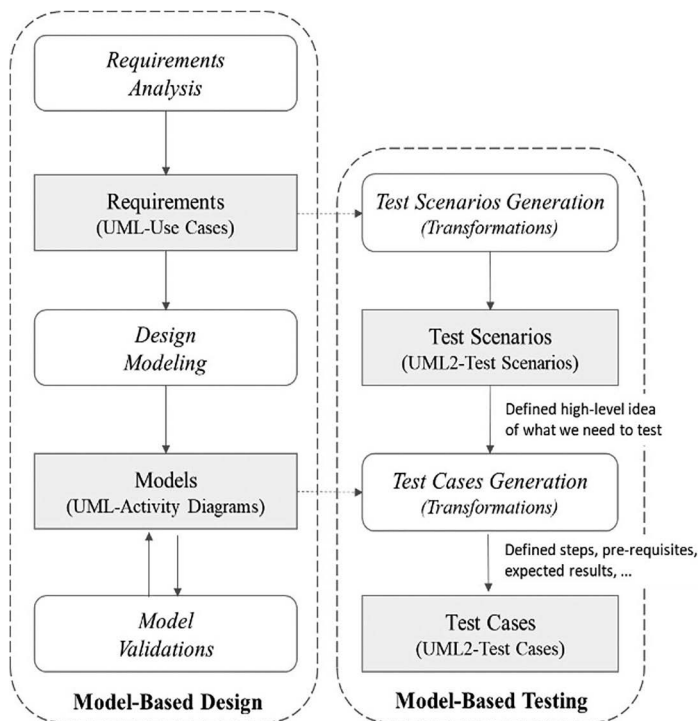 Requirements
Analysis
Requirements
(UML-Use Cases)
Design
Modeling
Models
(UML-Activity Diagrams)
Model
Validations
Model-Based Design
Test Scenarios Generation
(Transformations)
Test Scenarios
(UML2-Test Scenarios)
Defined high-level idea
of what we need to test
Test Cases Generation
(Transformations)
Defined steps, pre-requisites,
expected results, ...
Test Cases
(UML2-Test Cases)
Model-Based Testing